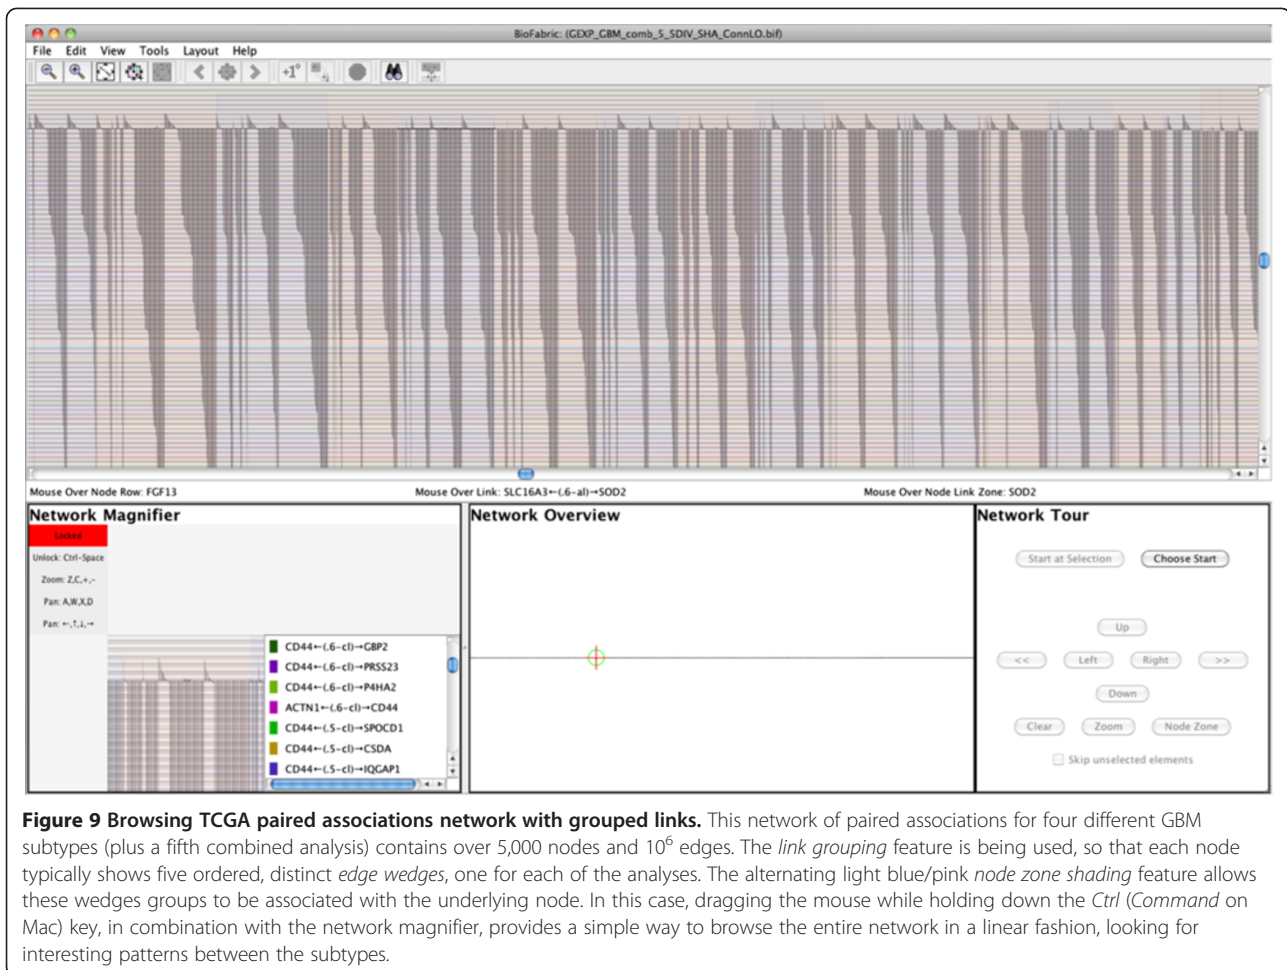 BioFabric: (GEXP_GBM_comb_5_5DIV_SHA_ConnLO.bif)
File Edit View Tools Layout Help
+1°
Mouse Over Node Row: FGF13 Mouse Over Link: SLC16A3←(.6-al)→SOD2 Mouse Over Node Link Zone: SOD2
Network Magnifier
Locked
Unlock: Ctrl-Space
Zoom: Z,C,+,-
Pan: A,W,X,D
Pan: ←,↑,↓,→
CD44←(.6-cl)→GBP2
CD44←(.6-cl)→PRSS23
CD44←(.6-cl)→P4HA2
ACTN1←(.6-cl)→CD44
CD44←(.5-cl)→SPOCD1
CD44←(.5-cl)→CSDA
CD44←(.5-cl)→IQGAP1
Network Overview
Network Tour
Start at Selection Choose Start
Up
<< Left Right >>
Down
Clear Zoom Node Zone
Skip unselected elements
Figure 9 Browsing TCGA paired associations network with grouped links. This network of paired associations for four different GBM
subtypes (plus a fifth combined analysis) contains over 5,000 nodes and 10⁶ edges. The link grouping feature is being used, so that each node
typically shows five ordered, distinct edge wedges, one for each of the analyses. The alternating light blue/pink node zone shading feature allows
these wedges groups to be associated with the underlying node. In this case, dragging the mouse while holding down the Ctrl (Command on
Mac) key, in combination with the network magnifier, provides a simple way to browse the entire network in a linear fashion, looking for
interesting patterns between the subtypes.